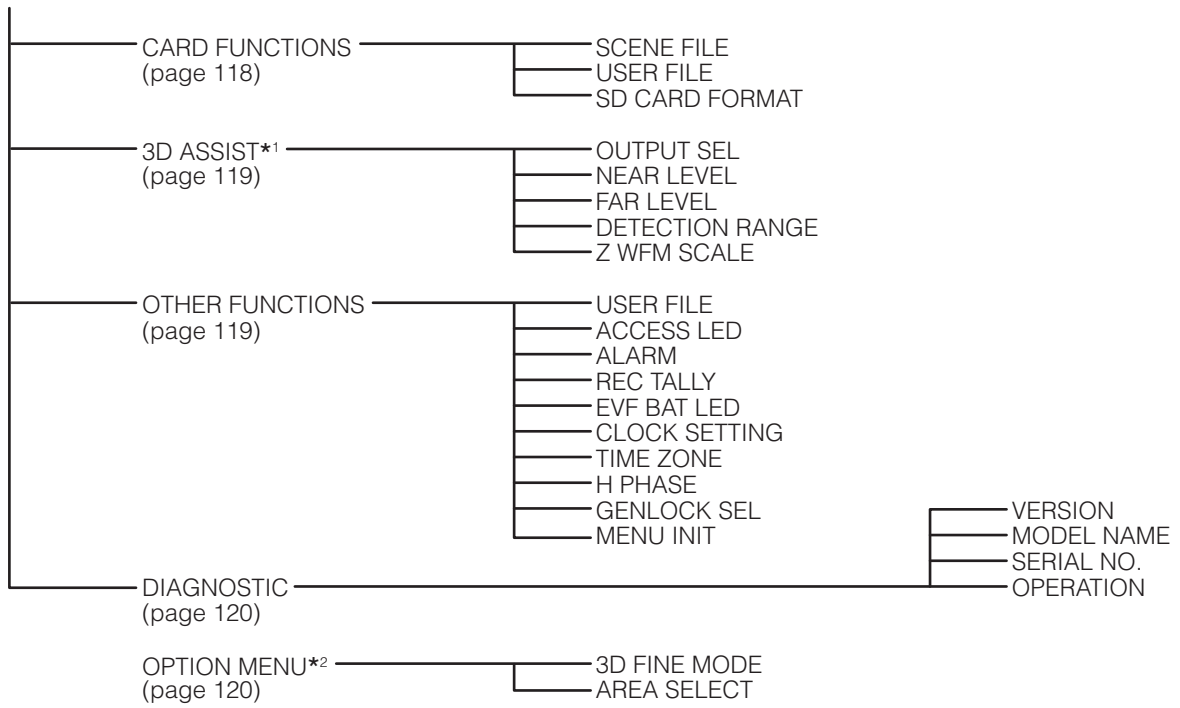 CARD FUNCTIONS
(page 118)
SCENE FILE
USER FILE
SD CARD FORMAT
3D ASSIST*1
(page 119)
OUTPUT SEL
NEAR LEVEL
FAR LEVEL
DETECTION RANGE
Z WFM SCALE
OTHER FUNCTIONS
(page 119)
USER FILE
ACCESS LED
ALARM
REC TALLY
EVF BAT LED
CLOCK SETTING
TIME ZONE
H PHASE
GENLOCK SEL
MENU INIT
DIAGNOSTIC
(page 120)
VERSION
MODEL NAME
SERIAL NO.
OPERATION
OPTION MENU*2
(page 120)
3D FINE MODE
AREA SELECT